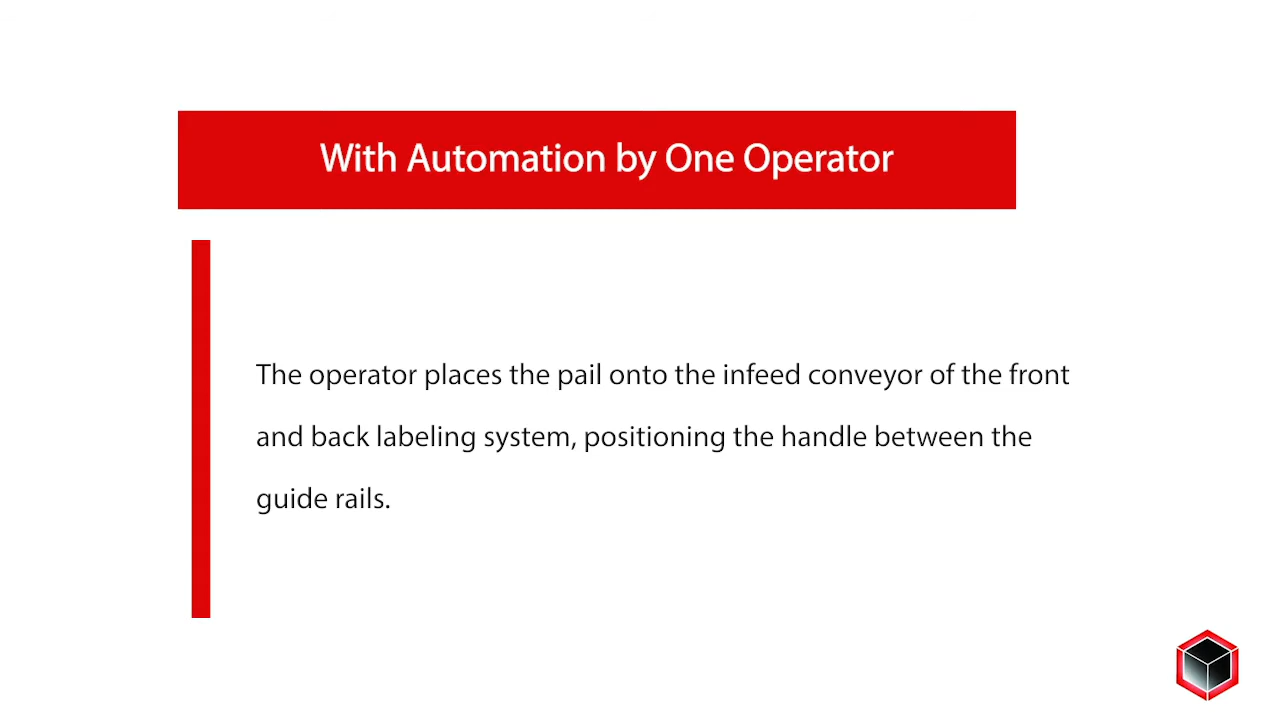 With Automation by One Operator
The operator places the pail onto the infeed conveyor of the front
and back labeling system, positioning the handle between the
guide rails.